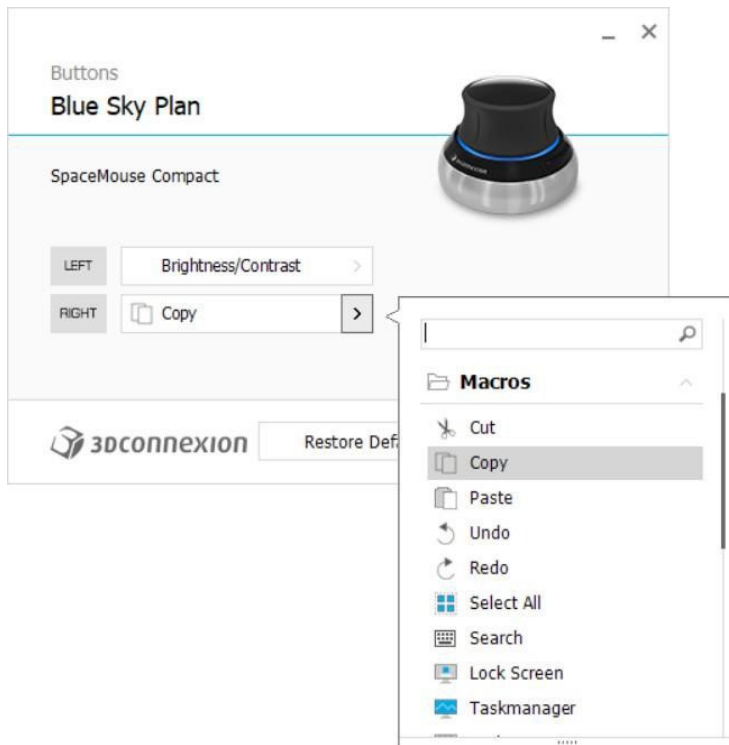 Buttons
Blue Sky Plan
SpaceMouse Compact
LEFT
Brightness/Contrast
RIGHT
Copy
3Dconnexion
Restore Def
Macros
Cut
Copy
Paste
Undo
Redo
Select All
Search
Lock Screen
Taskmanager